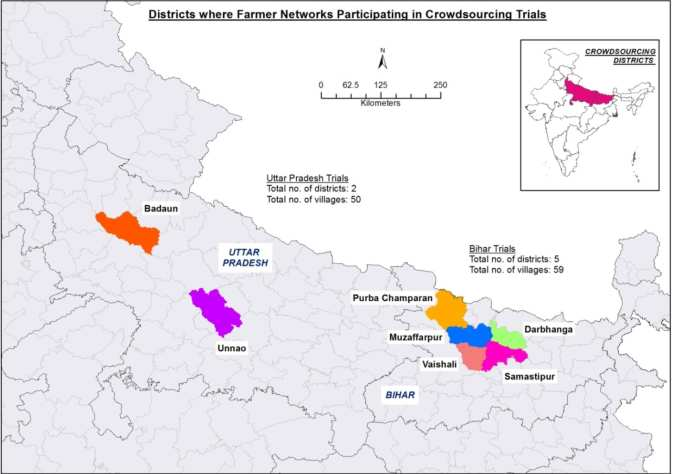 Districts where Farmer Networks Participating in Crowdsourcing Trials
N
0 62.5 125 250
Kilometers
CROWDSOURCING
DISTRICTS
Uttar Pradesh Trials
Total no. of districts: 2
Total no. of villages: 50
Badaun
UTTAR
PRADESH
Bihar Trials
Total no. of districts: 5
Total no. of villages: 59
Purba Champaran
Unnao
Muzaffarpur
Darbhanga
Vaishali
Samastipur
BIHAR